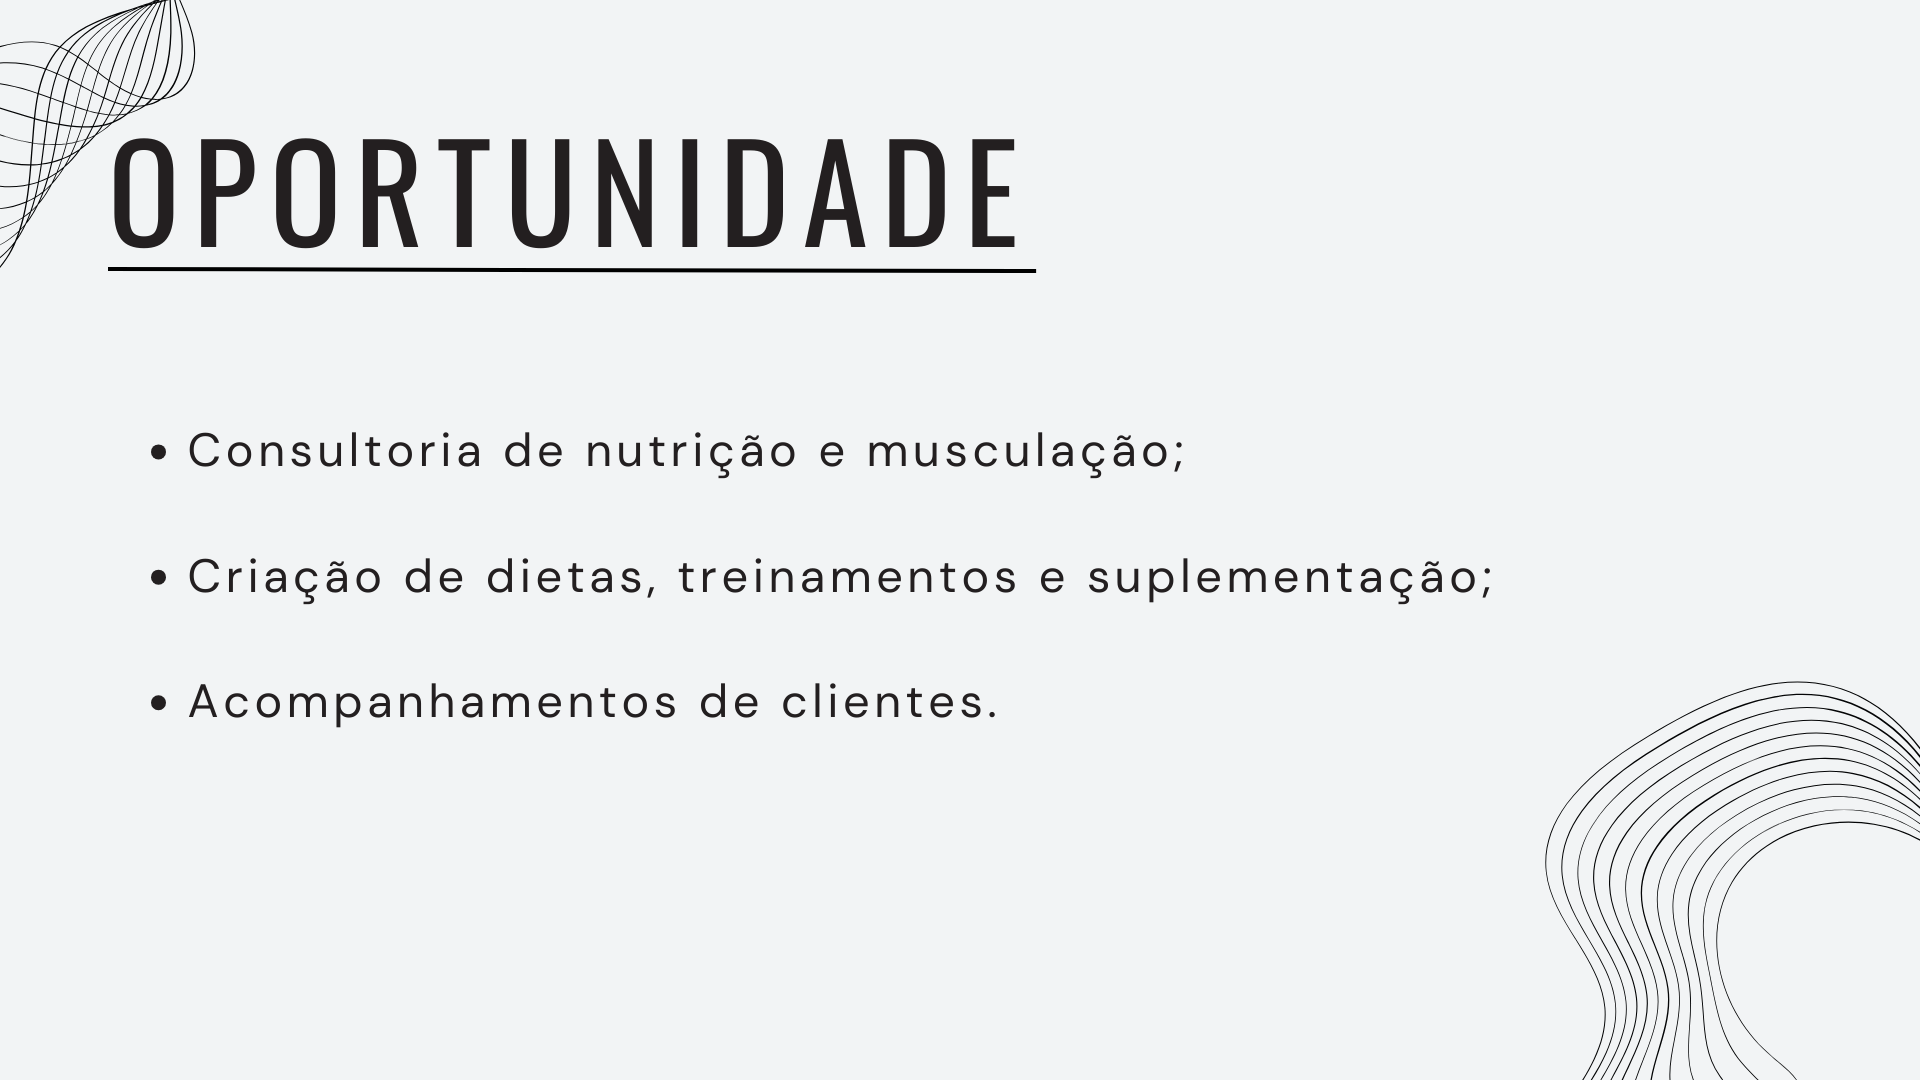 OPORTUNIDADE
• Consultoria de nutrição e musculação;
• Criação de dietas, treinamentos e suplementação;
• Acompanhamentos de clientes.